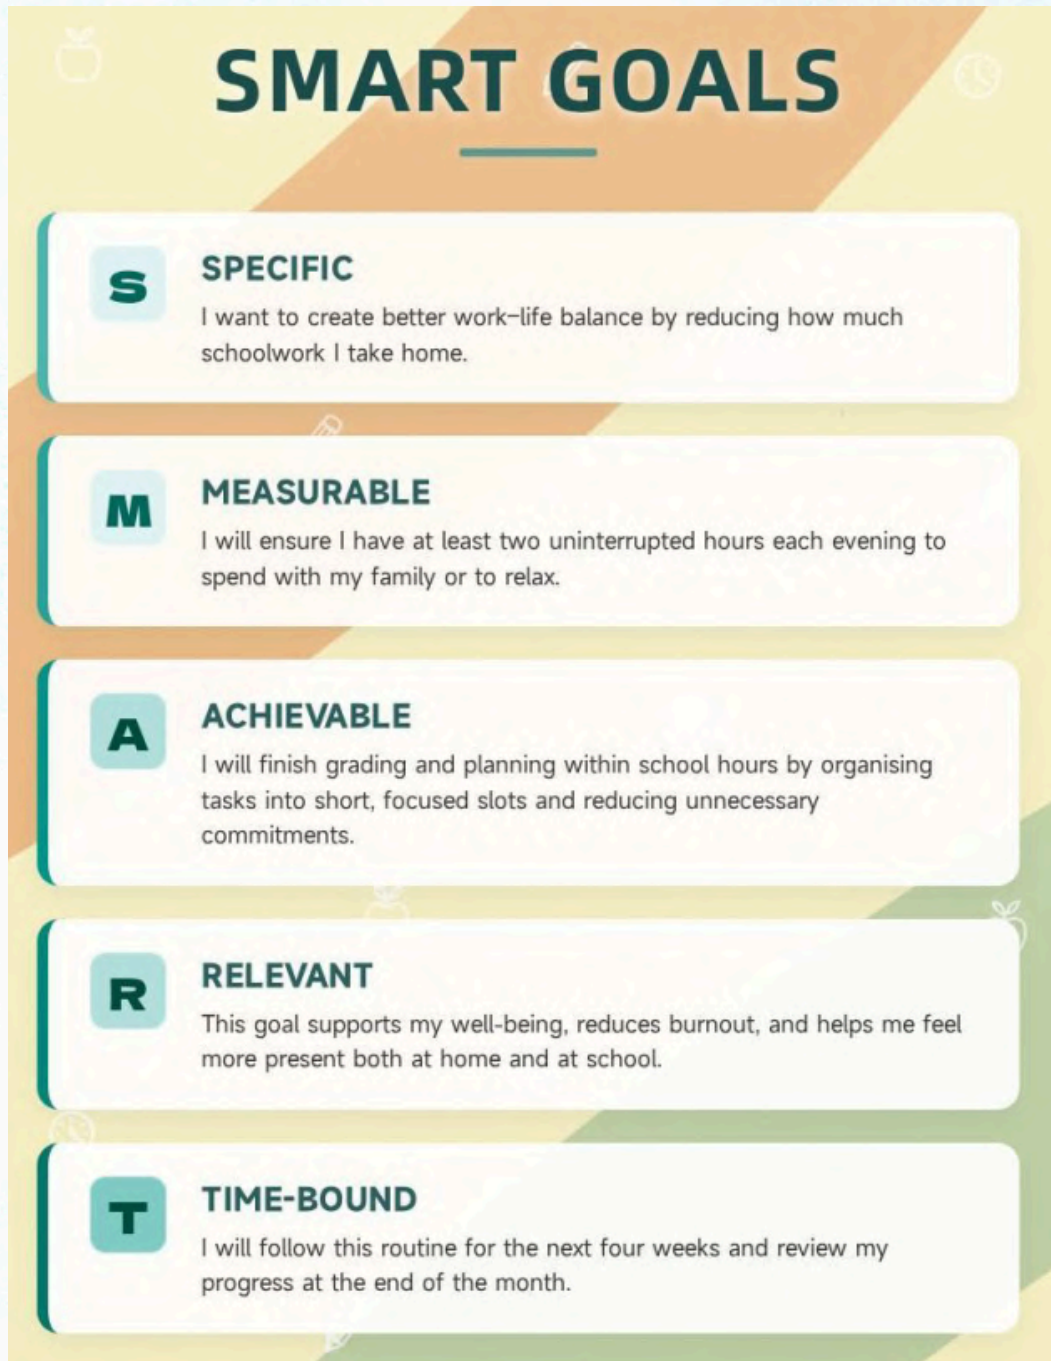 SMART GOALS
S
SPECIFIC
I want to create better work–life balance by reducing how much
schoolwork I take home.
M
MEASURABLE
I will ensure I have at least two uninterrupted hours each evening to
spend with my family or to relax.
A
ACHIEVABLE
I will finish grading and planning within school hours by organising
tasks into short, focused slots and reducing unnecessary
commitments.
R
RELEVANT
This goal supports my well-being, reduces burnout, and helps me feel
more present both at home and at school.
T
TIME-BOUND
I will follow this routine for the next four weeks and review my
progress at the end of the month.